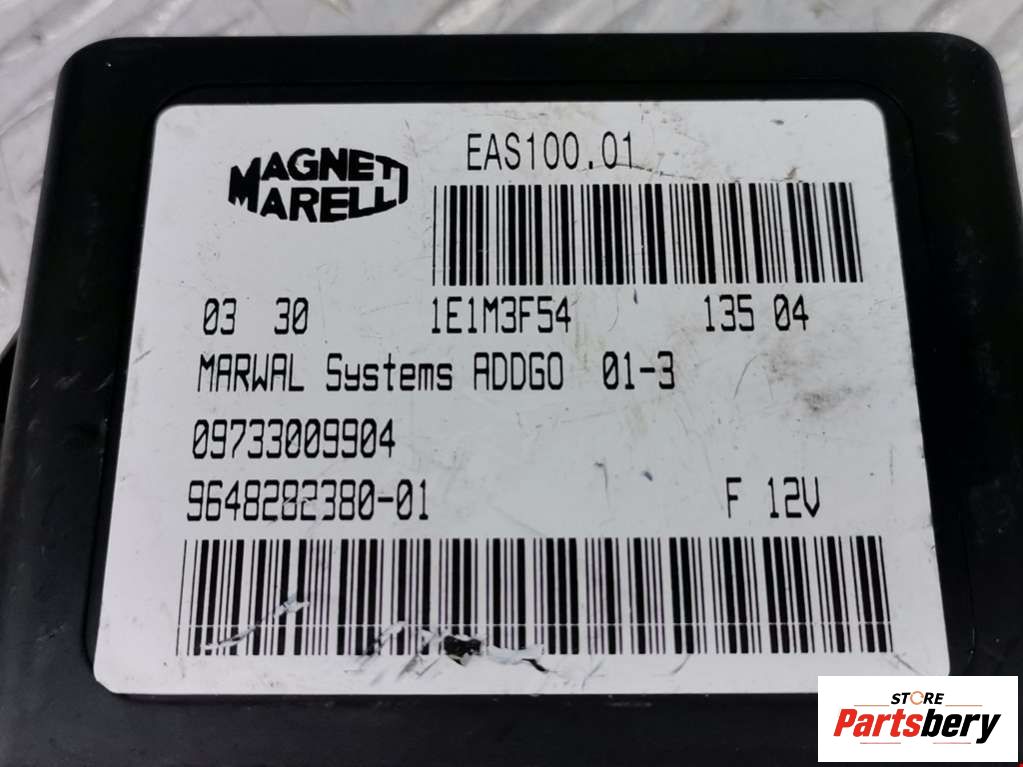 MAGNETI
MARELLI
EAS100.01
03 30 1E1M3F54 135 04
MARWAL Systems ADDGO 01-3
09733009904
9648282380-01 F 12V
STORE
Partsbery